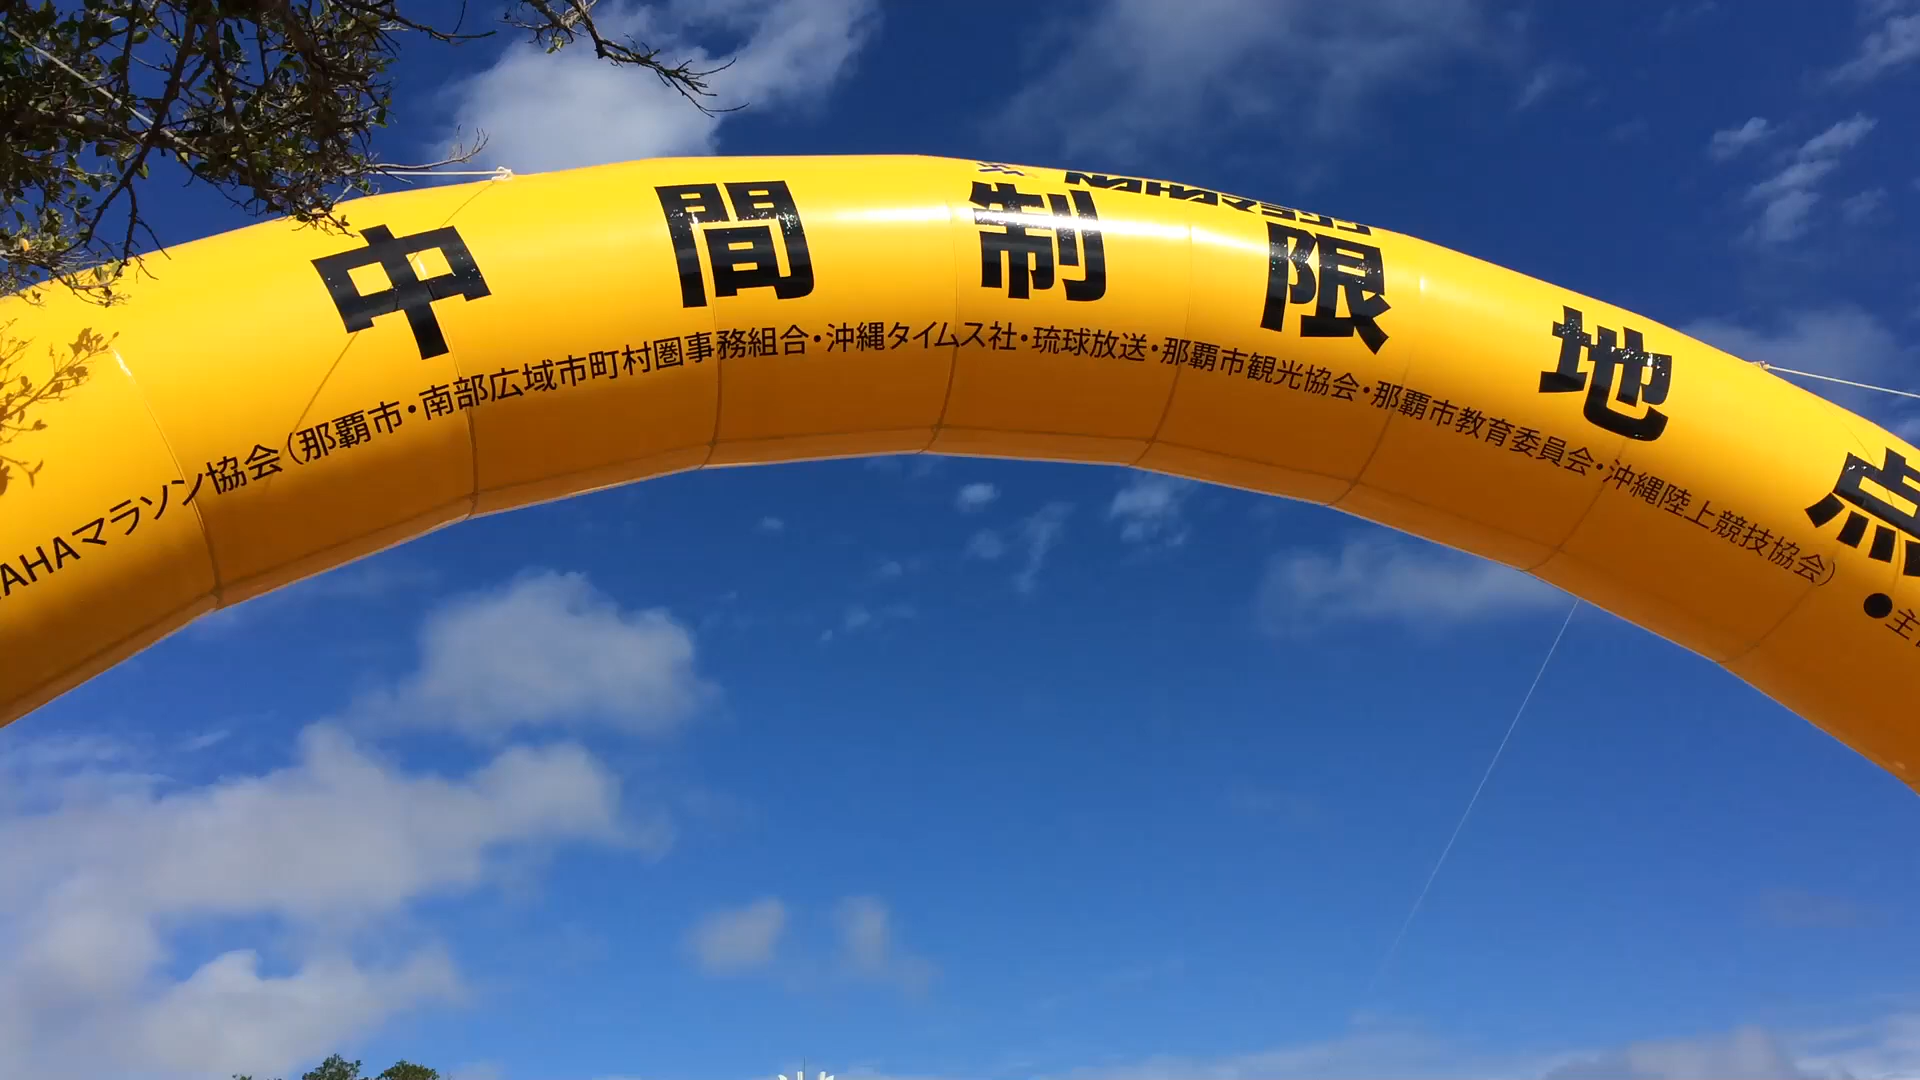 NAHAマラソン
中間制限地点
AHAマラソン協会(那覇市・南部広域市町村圏事務組合・沖縄タイムス社・琉球放送・那覇市観光協会・那覇市教育委員会・沖縄陸上競技協会)
●主